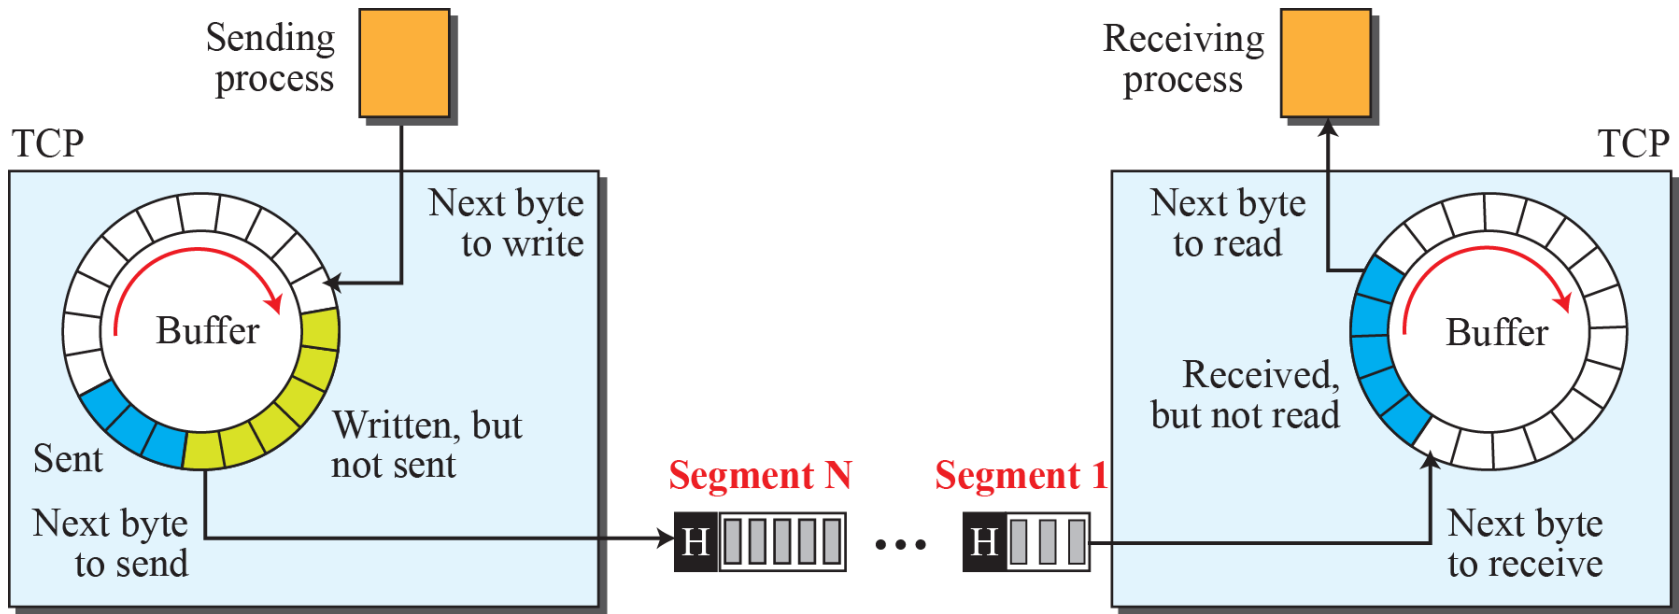 Sending
process
Receiving
process
TCP
TCP
Next byte
to write
Next byte
to read
Buffer
Buffer
Received,
but not read
Written, but
not sent
Sent
Segment N
Segment 1
Next byte
to send
H
...
H
Next byte
to receive